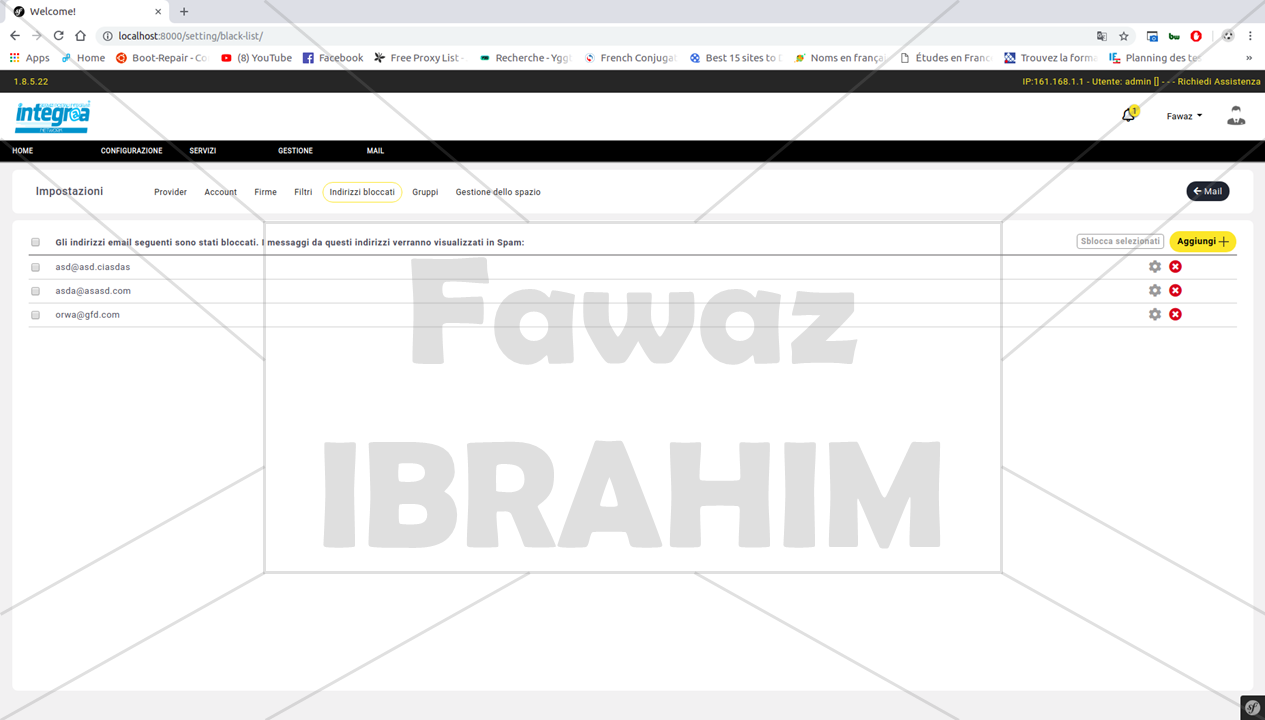 Welcome!
localhost:8000/setting/black-list/
Apps Home Boot-Repair - Co (8) YouTube Facebook Free Proxy List - Recherche - Ygg French Conjugat Best 15 sites to D Noms en françai Études en Franc Trouvez la forma Planning des tes »
1.8.5.22 IP:161.168.1.1 - Utente: admin [] - - - Richiedi Assistenza
integraa
NETWORK
1
Fawaz
HOME CONFIGURAZIONE SERVIZI GESTIONE MAIL
Impostazioni Provider Account Firme Filtri Indirizzi bloccati Gruppi Gestione dello spazio Mail
Gli indirizzi email seguenti sono stati bloccati. I messaggi da questi indirizzi verranno visualizzati in Spam: Sblocca selezionati Aggiungi
asd@asd.ciasdas
asda@asasd.com
orwa@gfd.com
Fawaz
IBRAHIM
sf